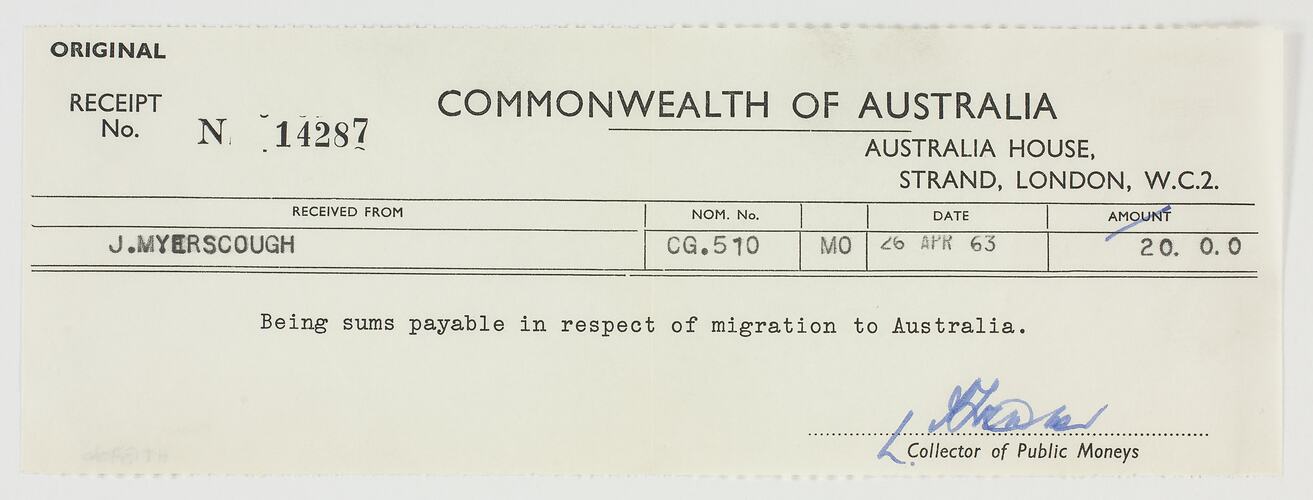 ORIGINAL
RECEIPT No. N. 14287
COMMONWEALTH OF AUSTRALIA
AUSTRALIA HOUSE,
STRAND, LONDON, W.C.2.
RECEIVED FROM NOM. No. DATE AMOUNT
J.MYERSCOUGH CG.510 MO 26 APR 63 20. 0.0
Being sums payable in respect of migration to Australia.
Collector of Public Moneys